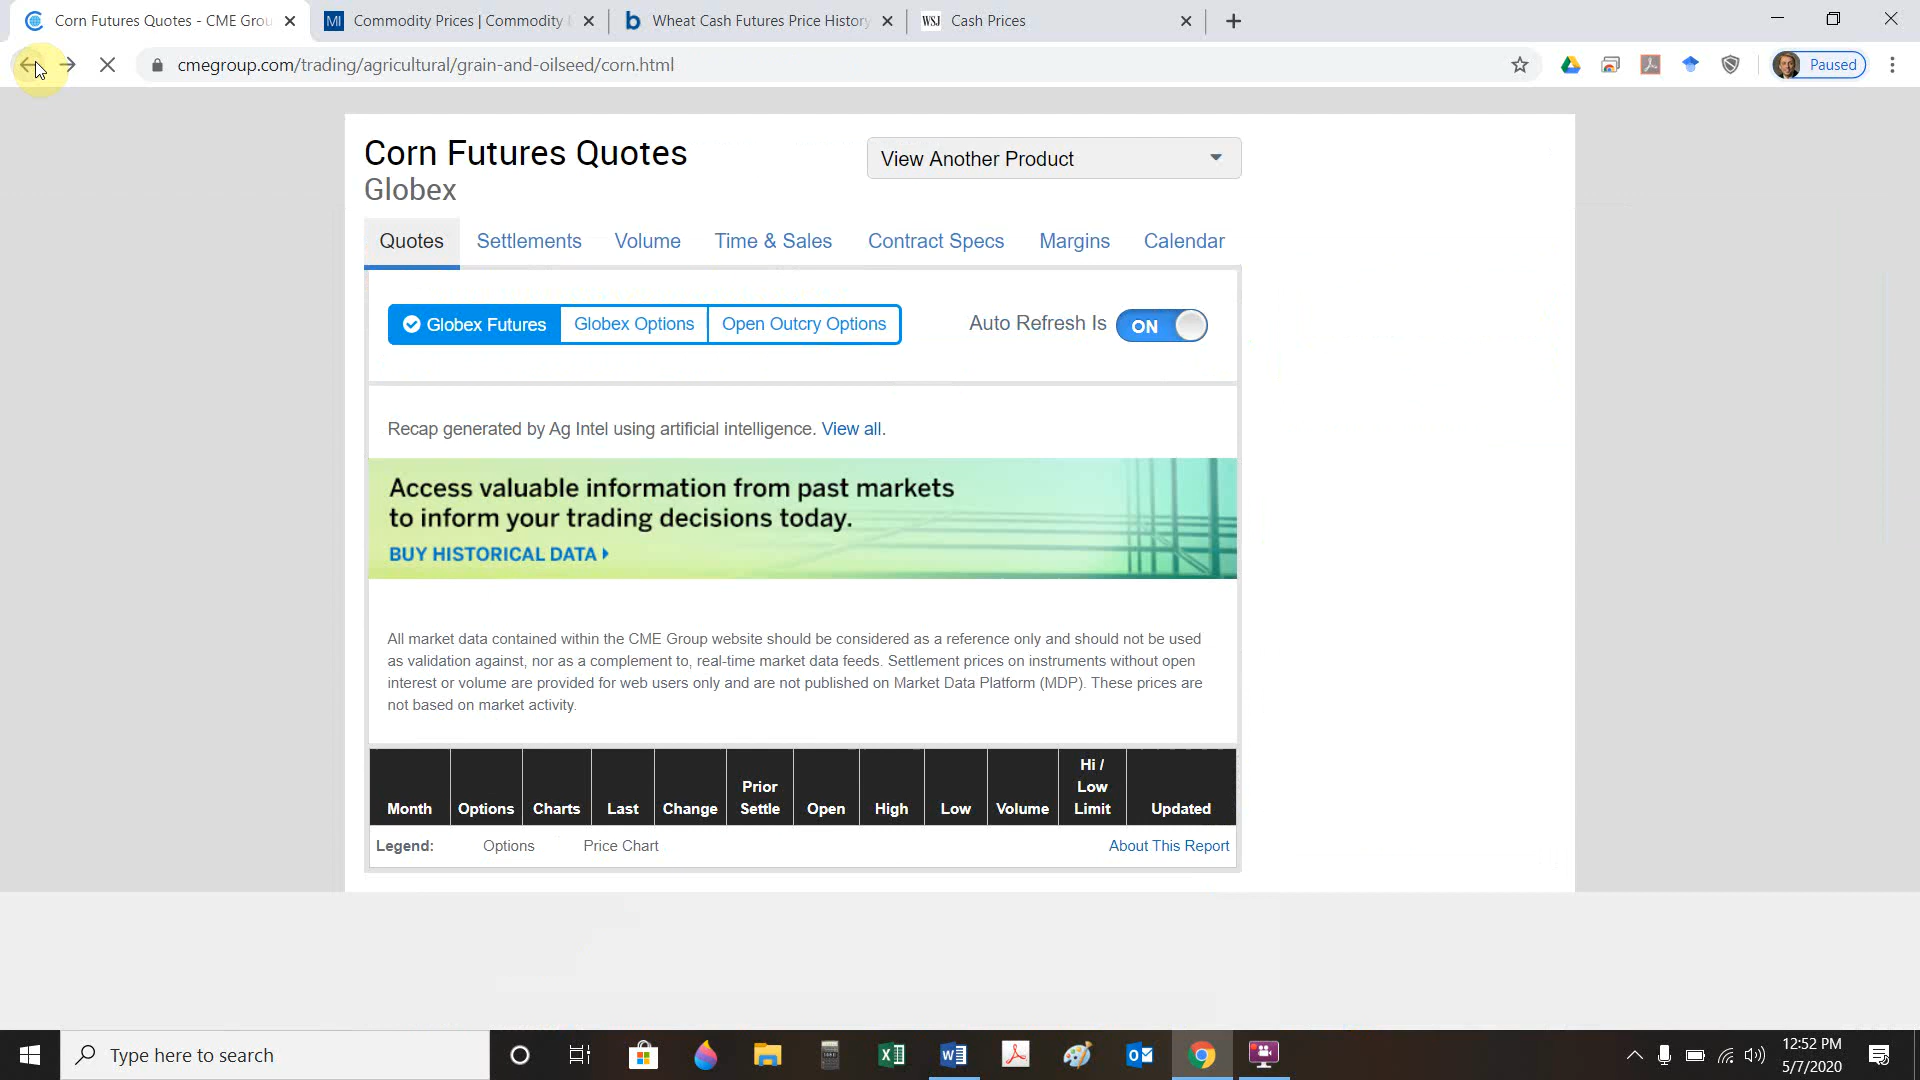 Corn Futures Quotes - CME Grou
MI Commodity Prices | Commodity
b Wheat Cash Futures Price History
WSJ Cash Prices
cmegroup.com/trading/agricultural/grain-and-oilseed/corn.html
Paused
Corn Futures Quotes
View Another Product
Globex
Quotes Settlements Volume Time & Sales Contract Specs Margins Calendar
Globex Futures Globex Options Open Outcry Options Auto Refresh Is ON
Recap generated by Ag Intel using artificial intelligence. View all.
Access valuable information from past markets
to inform your trading decisions today.
BUY HISTORICAL DATA
All market data contained within the CME Group website should be considered as a reference only and should not be used
as validation against, nor as a complement to, real-time market data feeds. Settlement prices on instruments without open
interest or volume are provided for web users only and are not published on Market Data Platform (MDP). These prices are
not based on market activity.
Month Options Charts Last Change Prior Settle Open High Low Volume Hi / Low Limit Updated
Legend: Options Price Chart About This Report
Type here to search
12:52 PM
5/7/2020